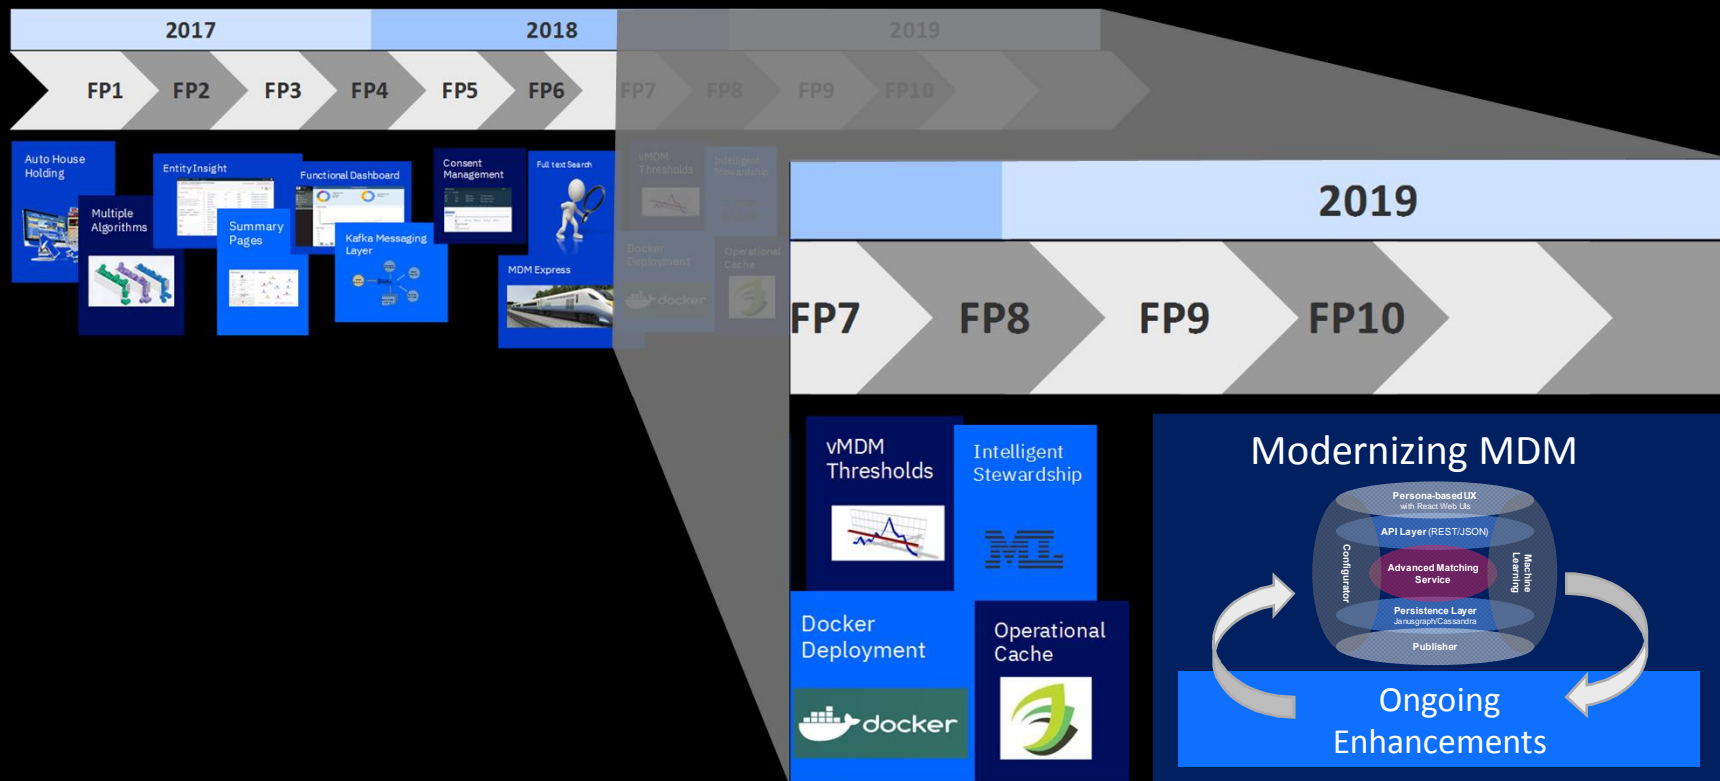 2017
2018
2019
FP1
FP2
FP3
FP4
FP5
FP6
FP7
FP8
FP9
FP10
Auto House
Holding
Multiple
Algorithms
EntityInsight
Summary
Pages
Functional Dashboard
Kafka Messaging
Layer
Consent
Management
Full text Search
MDM Express
vMDM
Thresholds
Intelligent
Stewardship
Docker
Deployment
docker
Operational
Cache
2019
FP7
FP8
FP9
FP10
vMDM
Thresholds
Intelligent
Stewardship
ML
Docker
Deployment
docker
Operational
Cache
Modernizing MDM
Persona-based UX
with React Web UIs
API Layer (REST/JSON)
Configurator
Advanced Matching
Service
Machine
Learning
Persistence Layer
Janusgraph/Cassandra
Publisher
Ongoing
Enhancements